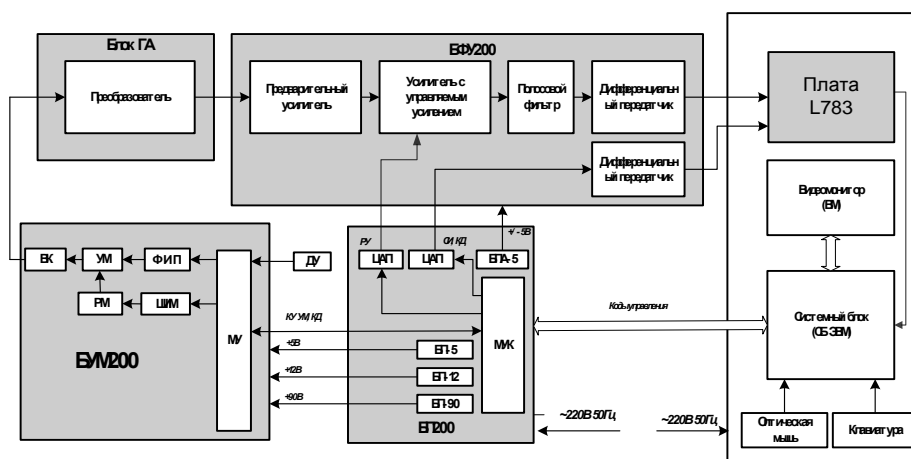 Блок ГА
Преобразователь
БФУ200
Предварительный
усилитель
Усилитель с
управляемым
усилением
Полосовой
фильтр
Дифференциальн
ый передатчик
Дифференциальн
ый передатчик
Плата
L783
Видеомонитор
(ВМ)
Системный блок
(СБ ЭВМ)
Оптическая
мышь
Клавиатура
+/- 5В
РУ
СИ, КД
ЦАП
ЦАП
БПА-5
МУК
БП-5
БП-12
БП-90
БП200
Коды управления
~220В 50Гц
~220В 50Гц
ВК
УМ
ФИП
РМ
ШИМ
МУ
ДУ
БУМ200
КУ УМ, КД
+5В
+12В
+90В